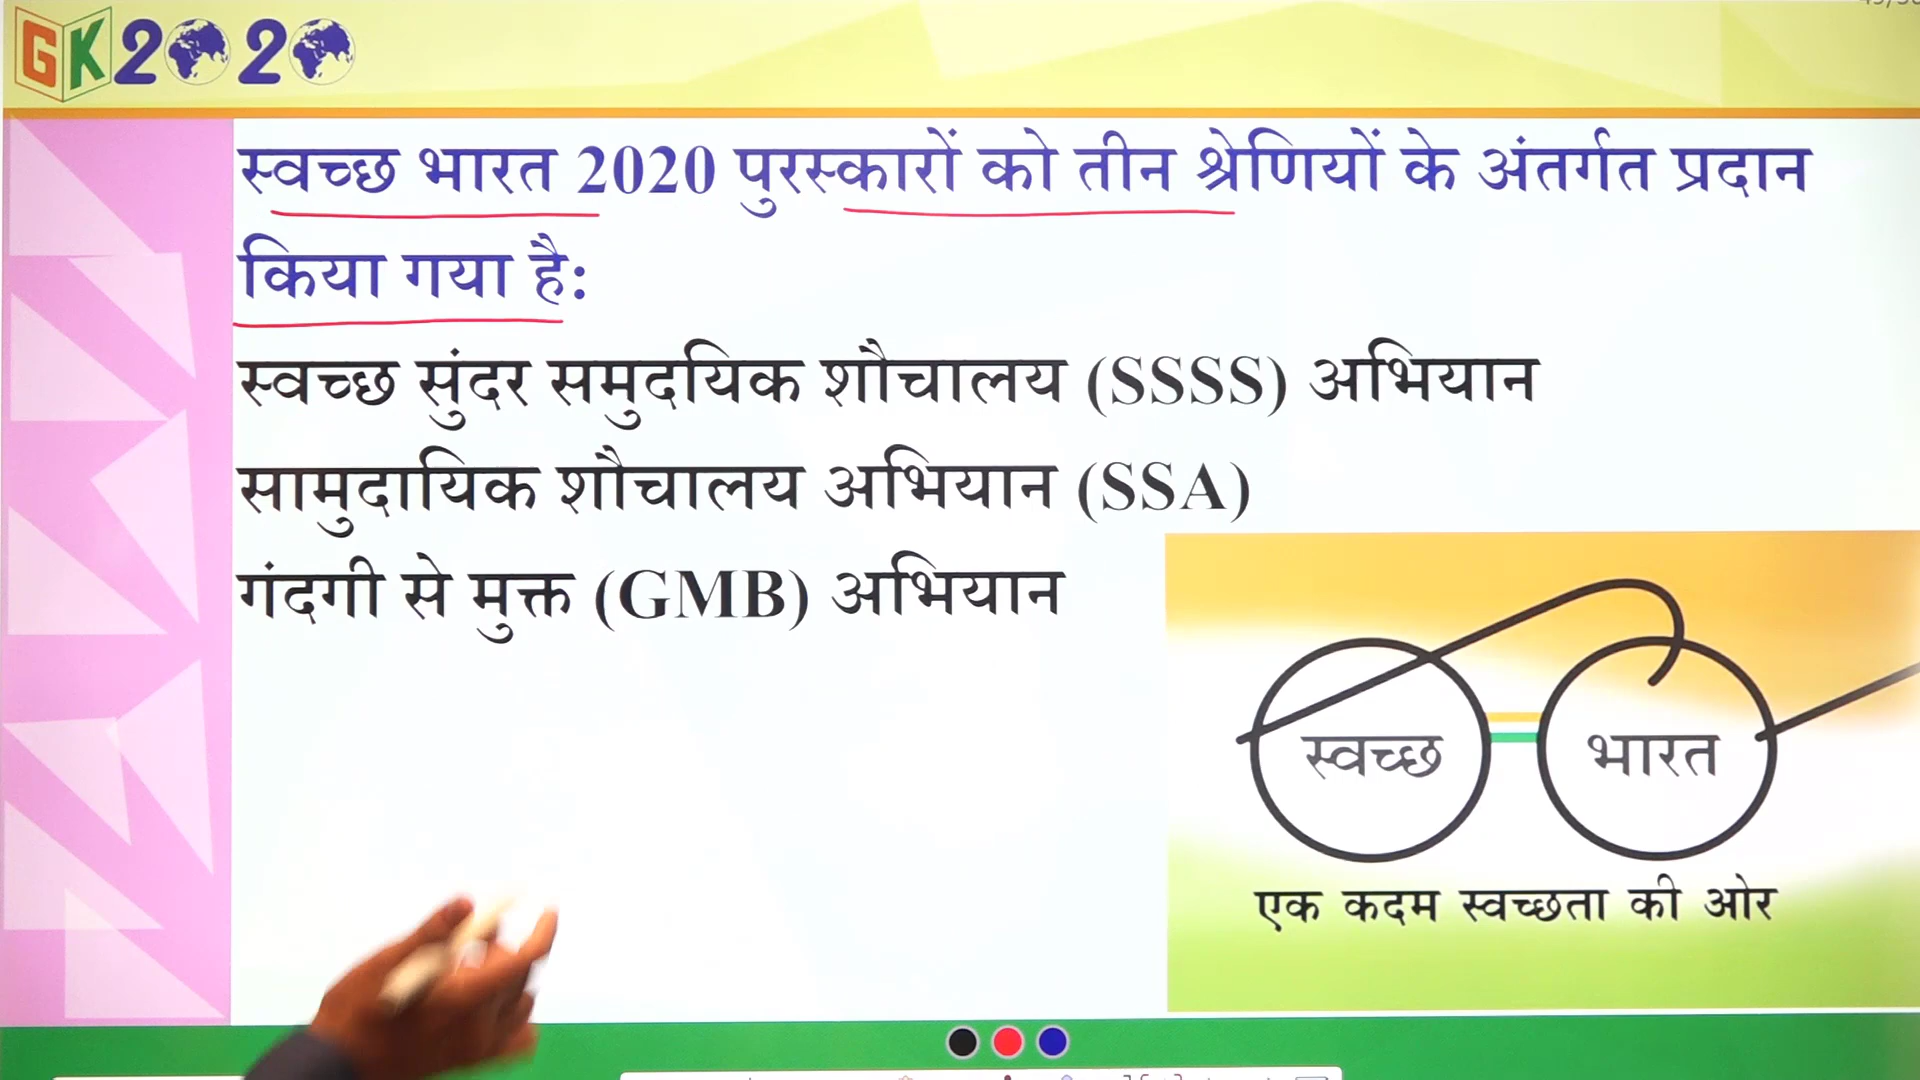 GK2020
स्वच्छ भारत 2020 पुरस्कारों को तीन श्रेणियों के अंतर्गत प्रदान
किया गया है:
स्वच्छ सुंदर समुदयिक शौचालय (SSSS) अभियान
सामुदायिक शौचालय अभियान (SSA)
गंदगी से मुक्त (GMB) अभियान
स्वच्छ भारत
एक कदम स्वच्छता की ओर